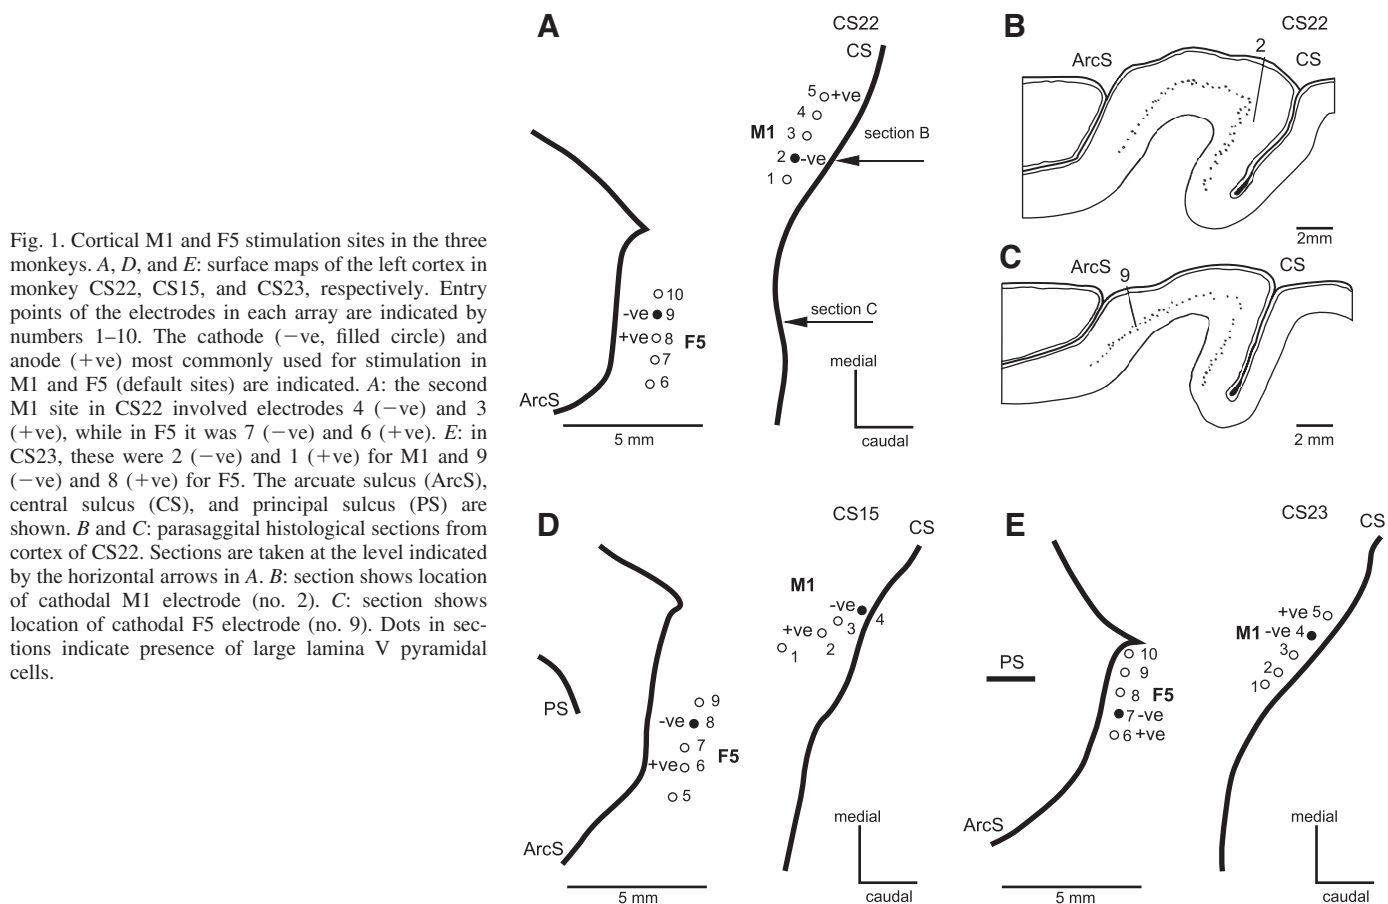 Fig. 1. Cortical M1 and F5 stimulation sites in the three
monkeys. A, D, and E: surface maps of the left cortex in
monkey CS22, CS15, and CS23, respectively. Entry
points of the electrodes in each array are indicated by
numbers 1–10. The cathode (−ve, filled circle) and
anode (+ve) most commonly used for stimulation in
M1 and F5 (default sites) are indicated. A: the second
M1 site in CS22 involved electrodes 4 (−ve) and 3
(+ve), while in F5 it was 7 (−ve) and 6 (+ve). E: in
CS23, these were 2 (−ve) and 1 (+ve) for M1 and 9
(−ve) and 8 (+ve) for F5. The arcuate sulcus (ArcS),
central sulcus (CS), and principal sulcus (PS) are
shown. B and C: parasaggital histological sections from
cortex of CS22. Sections are taken at the level indicated
by the horizontal arrows in A. B: section shows location
of cathodal M1 electrode (no. 2). C: section shows
location of cathodal F5 electrode (no. 9). Dots in sec-
tions indicate presence of large lamina V pyramidal
cells.
A
CS22
CS
5 +ve
4
M1 3
section B
2 -ve
1
10
-ve 9
section C
+ve 8 F5
7
6
ArcS
medial
5 mm
caudal
B
CS22
2
ArcS
CS
2mm
C
ArcS
9
CS
2 mm
D
CS15
CS
M1
-ve
4
3
+ve
2
1
PS
9
-ve 8
7
F5
+ve 6
5
ArcS
medial
5 mm
caudal
E
CS23
CS
+ve 5
M1 -ve 4
3
2
1
PS
10
9
8 F5
7 -ve
6 +ve
ArcS
medial
5 mm
caudal